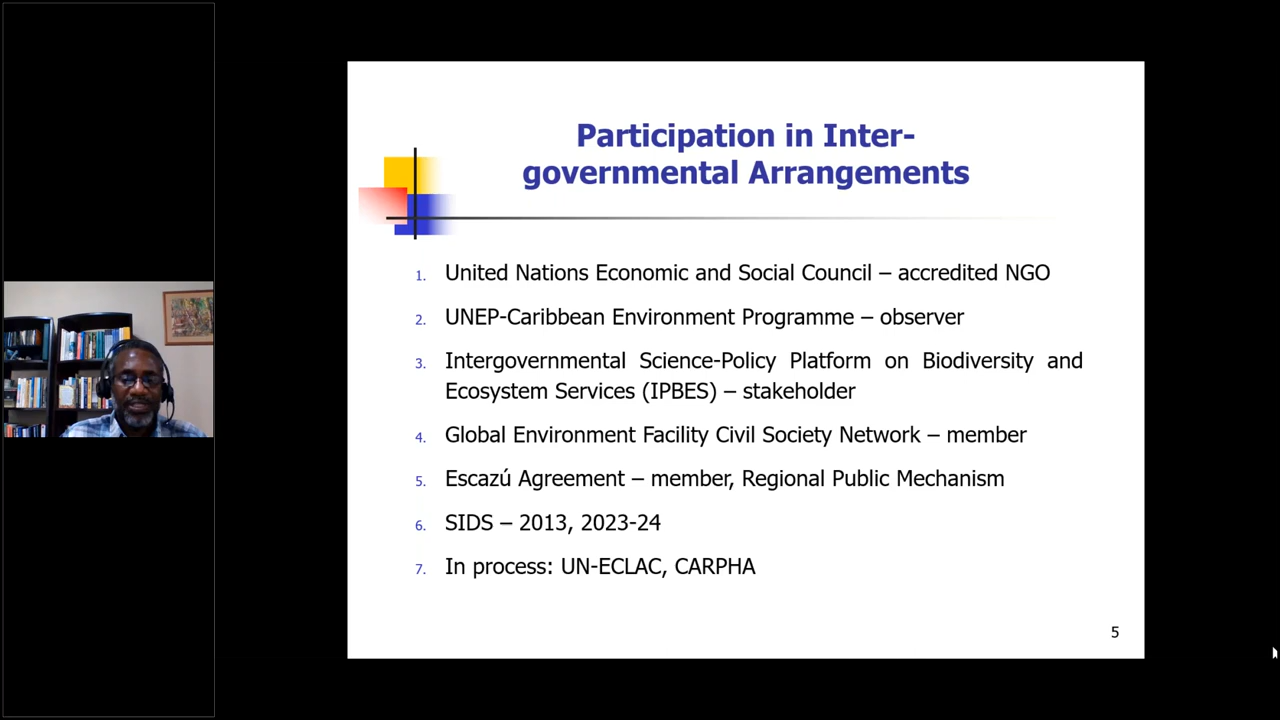 Participation in Inter-
governmental Arrangements
1. United Nations Economic and Social Council – accredited NGO
2. UNEP-Caribbean Environment Programme – observer
3. Intergovernmental Science-Policy Platform on Biodiversity and
Ecosystem Services (IPBES) – stakeholder
4. Global Environment Facility Civil Society Network – member
5. Escazú Agreement – member, Regional Public Mechanism
6. SIDS – 2013, 2023-24
7. In process: UN-ECLAC, CARPHA
5